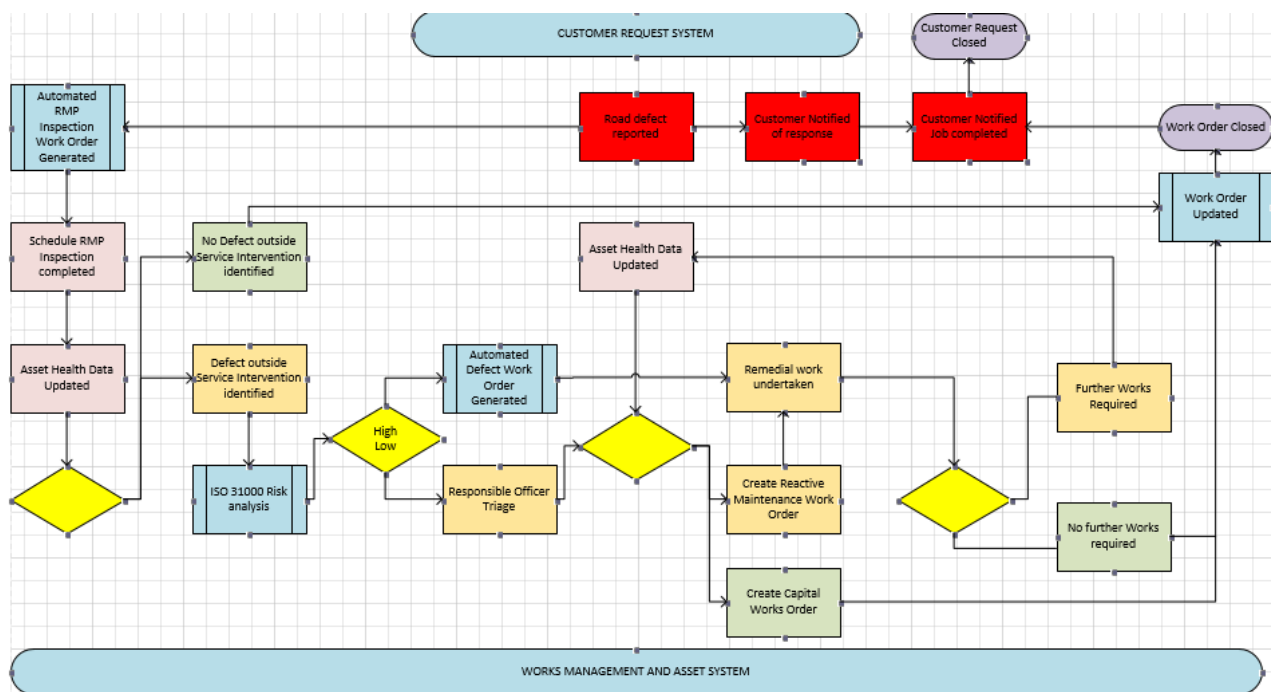 CUSTOMER REQUEST SYSTEM
Customer Request
Closed
Automated
RMP
Inspection
Work Order
Generated
Road defect
reported
Customer Notified
of response
Customer Notified
Job completed
Work Order Closed
Work Order
Updated
Schedule RMP
Inspection
completed
No Defect outside
Service Intervention
identified
Asset Health Data
Updated
Asset Health Data
Updated
Defect outside
Service Intervention
identified
Automated
Defect Work
Order
Generated
Remedial work
undertaken
Further Works
Required
High
Low
ISO 31000 Risk
analysis
Responsible Officer
Triage
Create Reactive
Maintenance Work
Order
No further Works
required
Create Capital
Works Order
WORKS MANAGEMENT AND ASSET SYSTEM